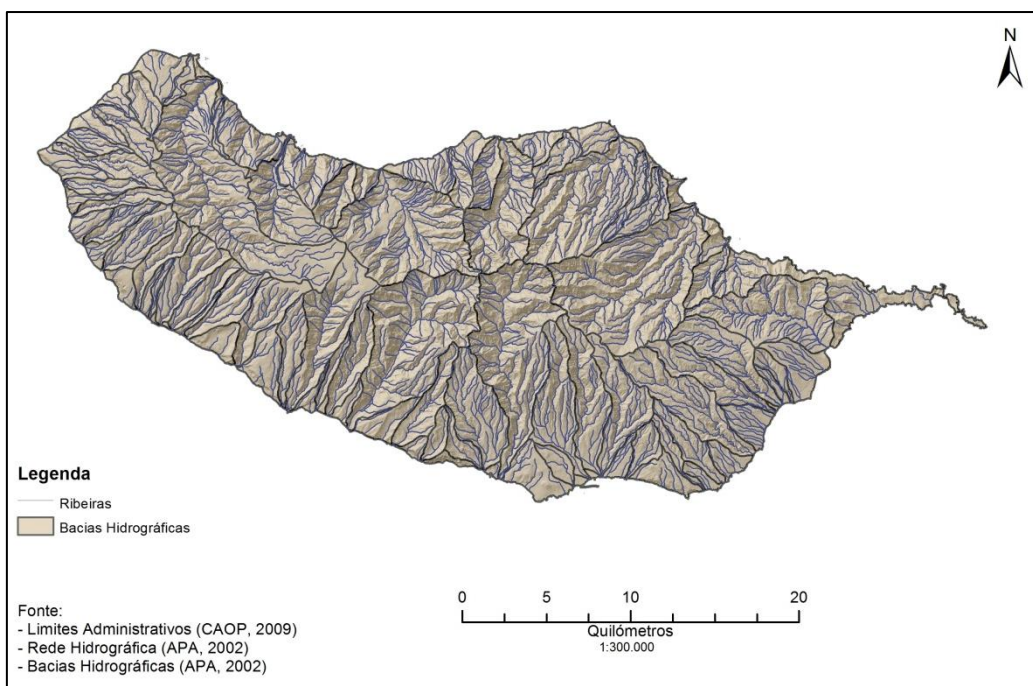 N
Legenda
Ribeiras
Bacias Hidrográficas
Fonte:
- Limites Administrativos (CAOP, 2009)
- Rede Hidrográfica (APA, 2002)
- Bacias Hidrográficas (APA, 2002)
0 5 10 20
Quilómetros
1:300.000